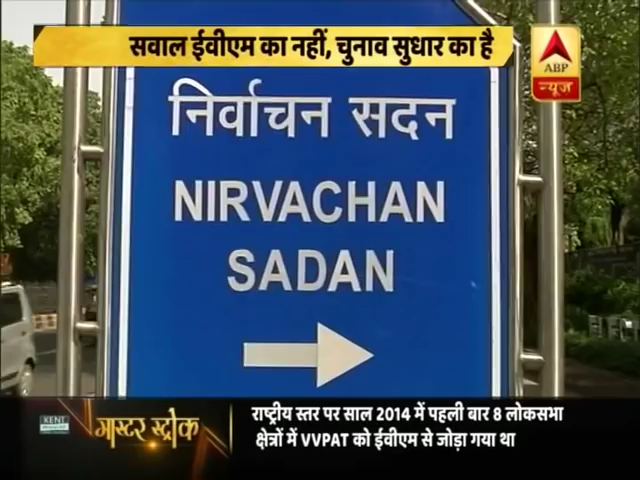 सवाल ईवीएम का नहीं, चुनाव सुधार का है
ABP
न्यूज़
निर्वाचन सदन
NIRVACHAN
SADAN
KENT
मास्टर स्ट्रोक
राष्ट्रीय स्तर पर साल 2014 में पहली बार 8 लोकसभा
क्षेत्रों में VVPAT को ईवीएम से जोड़ा गया था